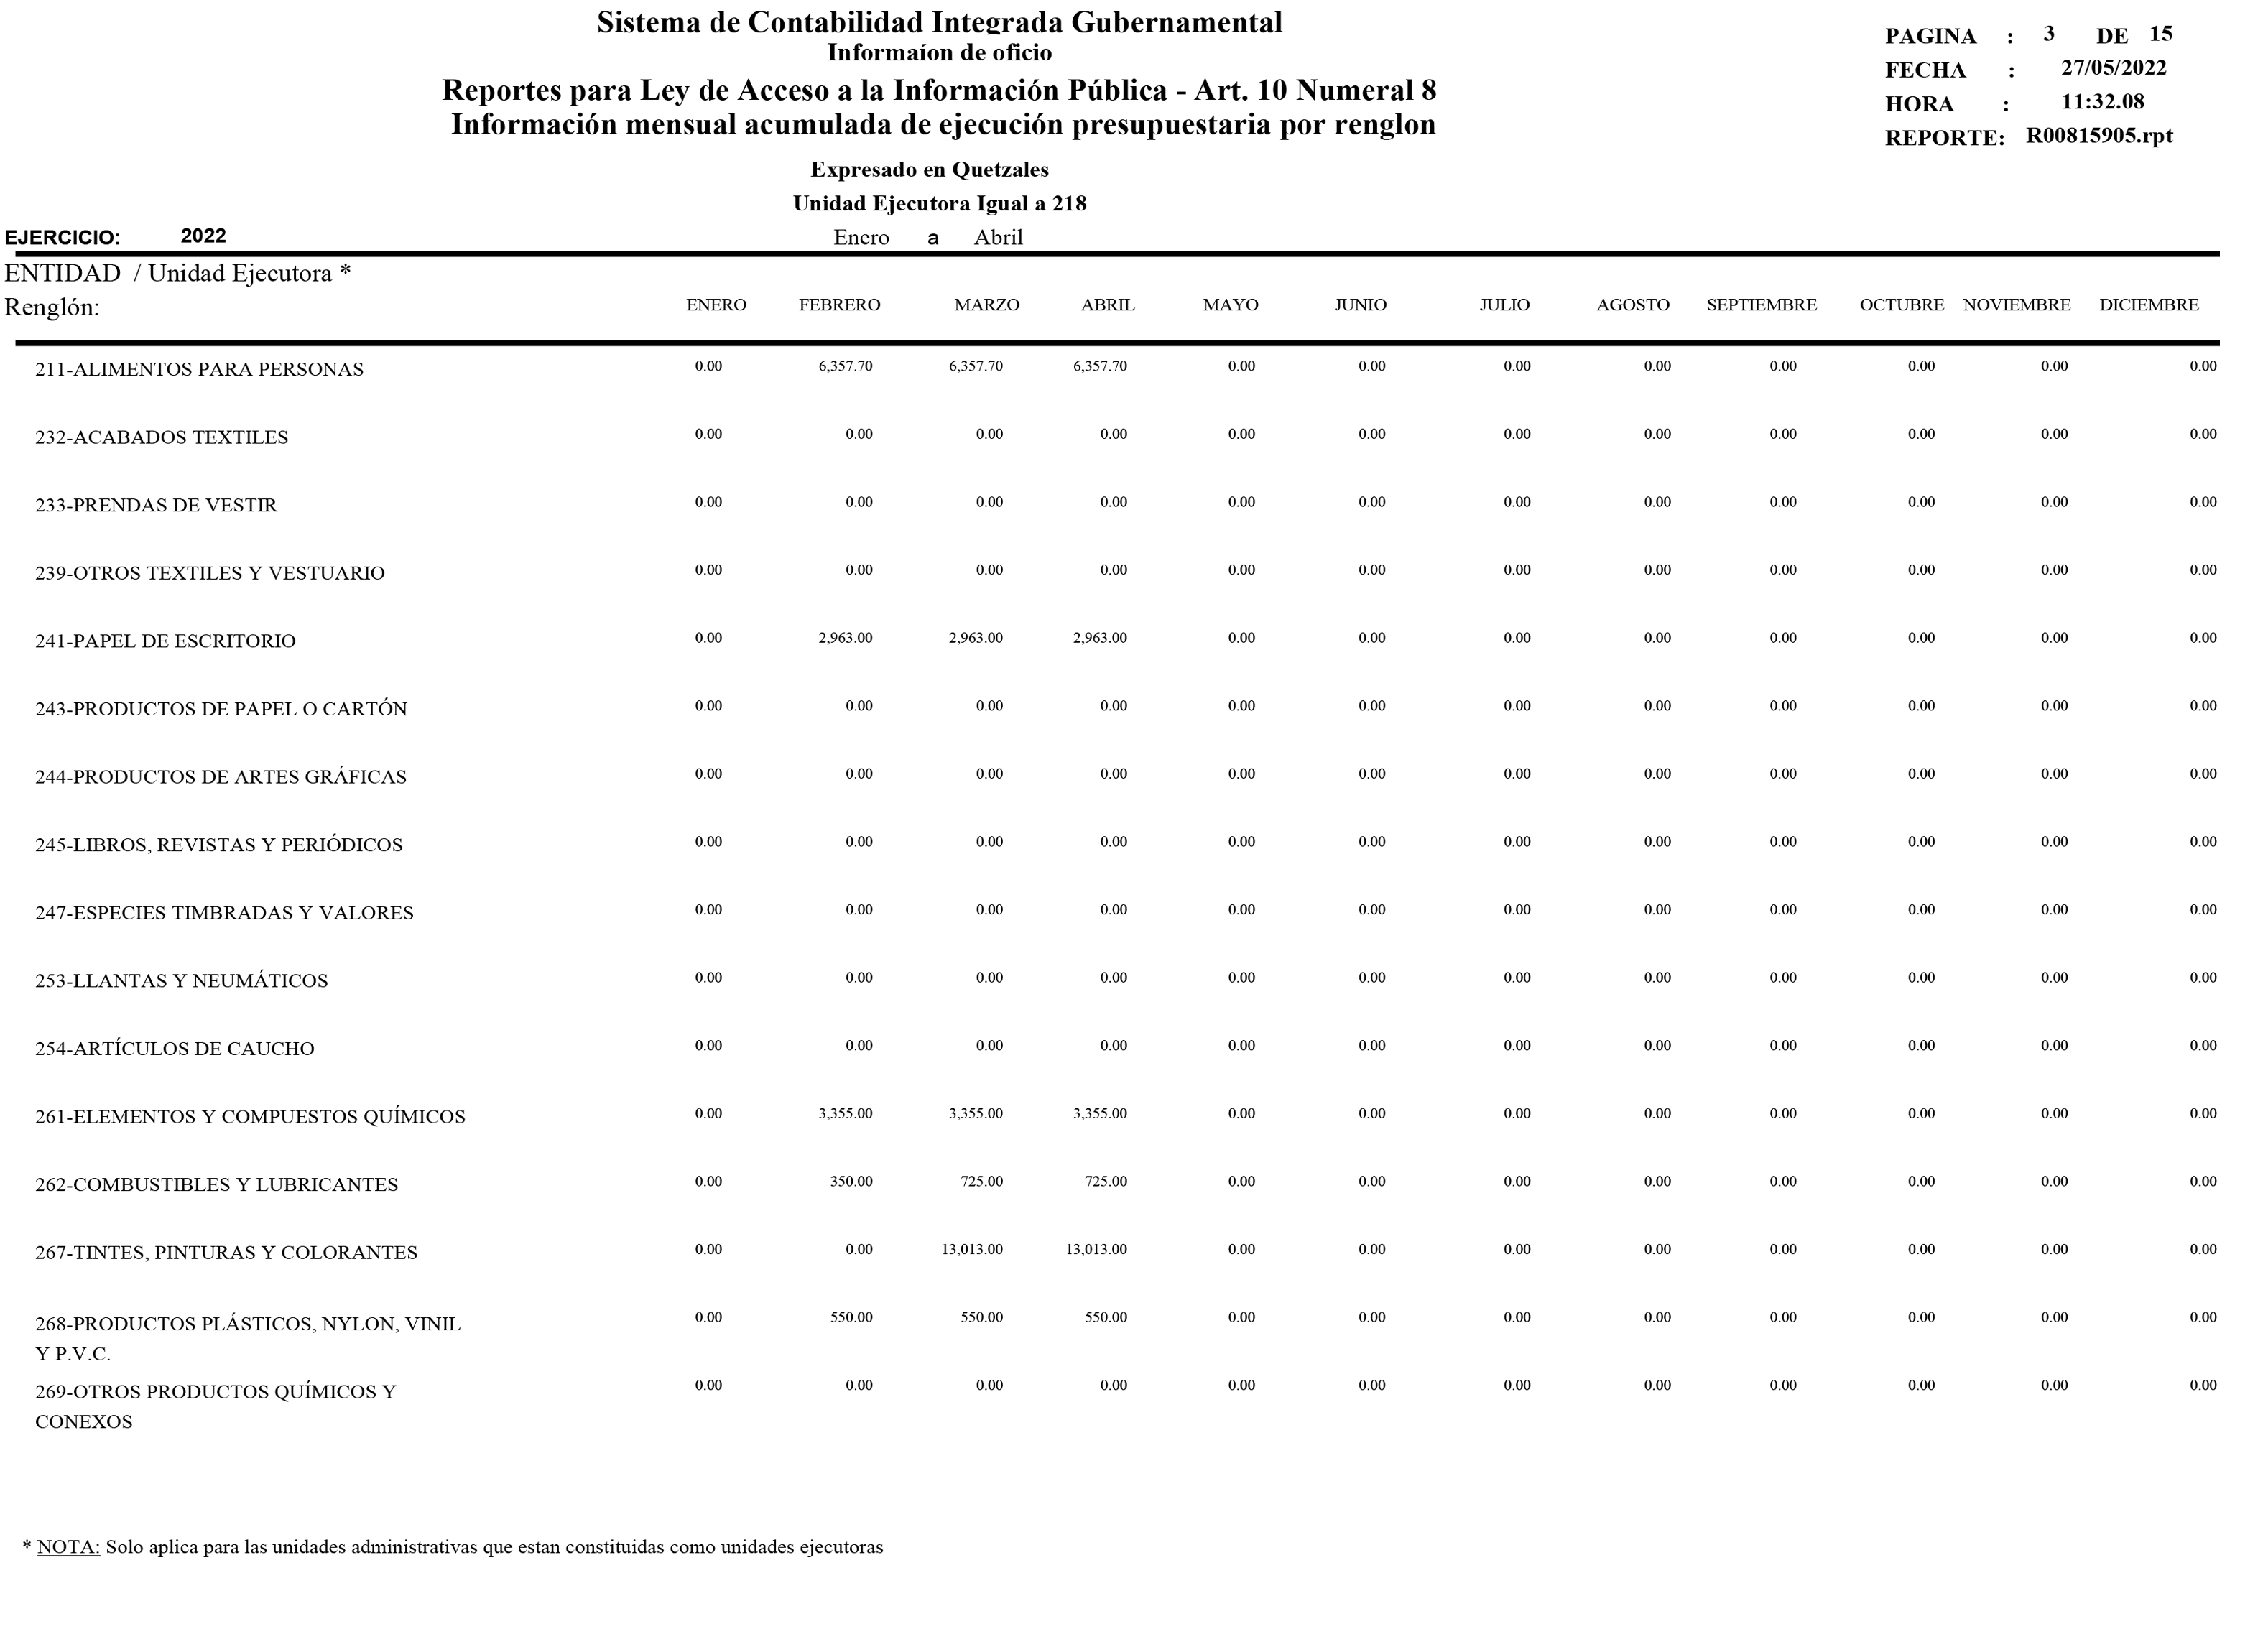 Sistema de Contabilidad Integrada Gubernamental
Informaíon de oficio
Reportes para Ley de Acceso a la Información Pública - Art. 10 Numeral 8
Información mensual acumulada de ejecución presupuestaria por renglon
Expresado en Quetzales
Unidad Ejecutora Igual a 218
PAGINA : 3 DE 15
FECHA : 27/05/2022
HORA : 11:32.08
REPORTE: R00815905.rpt
EJERCICIO: 2022 Enero a Abril
ENTIDAD / Unidad Ejecutora *
Renglón: ENERO FEBRERO MARZO ABRIL MAYO JUNIO JULIO AGOSTO SEPTIEMBRE OCTUBRE NOVIEMBRE DICIEMBRE
211-ALIMENTOS PARA PERSONAS 0.00 6,357.70 6,357.70 6,357.70 0.00 0.00 0.00 0.00 0.00 0.00 0.00 0.00
232-ACABADOS TEXTILES 0.00 0.00 0.00 0.00 0.00 0.00 0.00 0.00 0.00 0.00 0.00 0.00
233-PRENDAS DE VESTIR 0.00 0.00 0.00 0.00 0.00 0.00 0.00 0.00 0.00 0.00 0.00 0.00
239-OTROS TEXTILES Y VESTUARIO 0.00 0.00 0.00 0.00 0.00 0.00 0.00 0.00 0.00 0.00 0.00 0.00
241-PAPEL DE ESCRITORIO 0.00 2,963.00 2,963.00 2,963.00 0.00 0.00 0.00 0.00 0.00 0.00 0.00 0.00
243-PRODUCTOS DE PAPEL O CARTÓN 0.00 0.00 0.00 0.00 0.00 0.00 0.00 0.00 0.00 0.00 0.00 0.00
244-PRODUCTOS DE ARTES GRÁFICAS 0.00 0.00 0.00 0.00 0.00 0.00 0.00 0.00 0.00 0.00 0.00 0.00
245-LIBROS, REVISTAS Y PERIÓDICOS 0.00 0.00 0.00 0.00 0.00 0.00 0.00 0.00 0.00 0.00 0.00 0.00
247-ESPECIES TIMBRADAS Y VALORES 0.00 0.00 0.00 0.00 0.00 0.00 0.00 0.00 0.00 0.00 0.00 0.00
253-LLANTAS Y NEUMÁTICOS 0.00 0.00 0.00 0.00 0.00 0.00 0.00 0.00 0.00 0.00 0.00 0.00
254-ARTÍCULOS DE CAUCHO 0.00 0.00 0.00 0.00 0.00 0.00 0.00 0.00 0.00 0.00 0.00 0.00
261-ELEMENTOS Y COMPUESTOS QUÍMICOS 0.00 3,355.00 3,355.00 3,355.00 0.00 0.00 0.00 0.00 0.00 0.00 0.00 0.00
262-COMBUSTIBLES Y LUBRICANTES 0.00 350.00 725.00 725.00 0.00 0.00 0.00 0.00 0.00 0.00 0.00 0.00
267-TINTES, PINTURAS Y COLORANTES 0.00 0.00 13,013.00 13,013.00 0.00 0.00 0.00 0.00 0.00 0.00 0.00 0.00
268-PRODUCTOS PLÁSTICOS, NYLON, VINIL 0.00 550.00 550.00 550.00 0.00 0.00 0.00 0.00 0.00 0.00 0.00 0.00
Y P.V.C.
269-OTROS PRODUCTOS QUÍMICOS Y 0.00 0.00 0.00 0.00 0.00 0.00 0.00 0.00 0.00 0.00 0.00 0.00
CONEXOS
* NOTA: Solo aplica para las unidades administrativas que estan constituidas como unidades ejecutoras